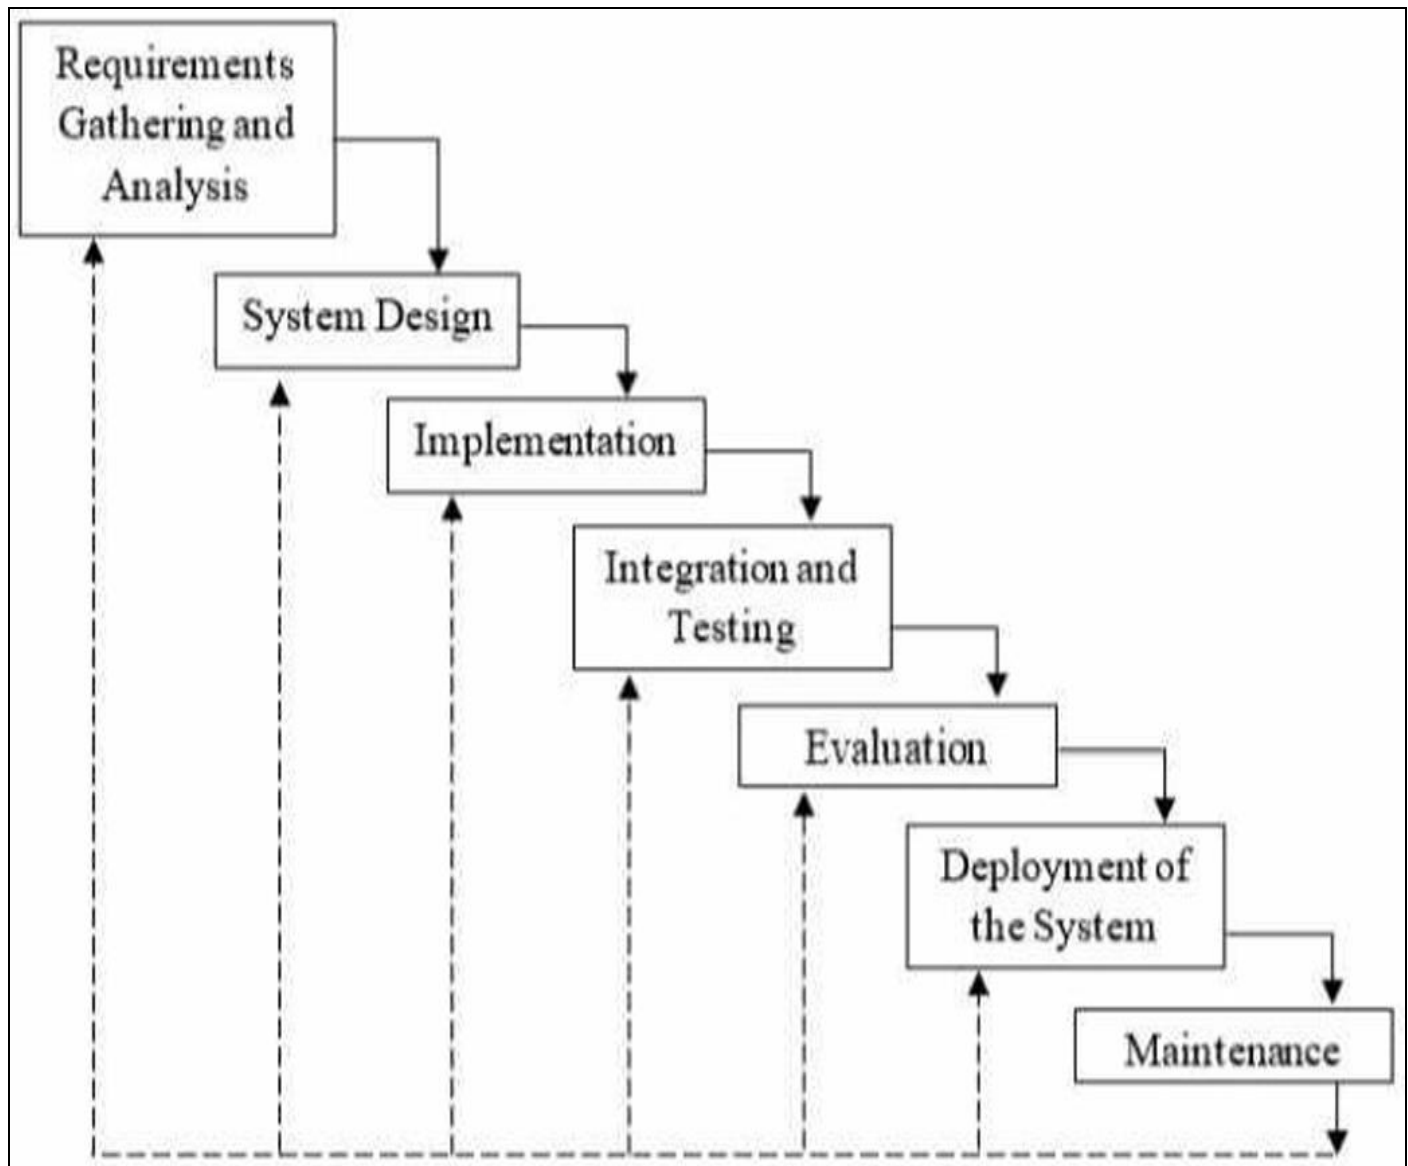 Requirements
Gathering and
Analysis
System Design
Implementation
Integration and
Testing
Evaluation
Deployment of
the System
Maintenance